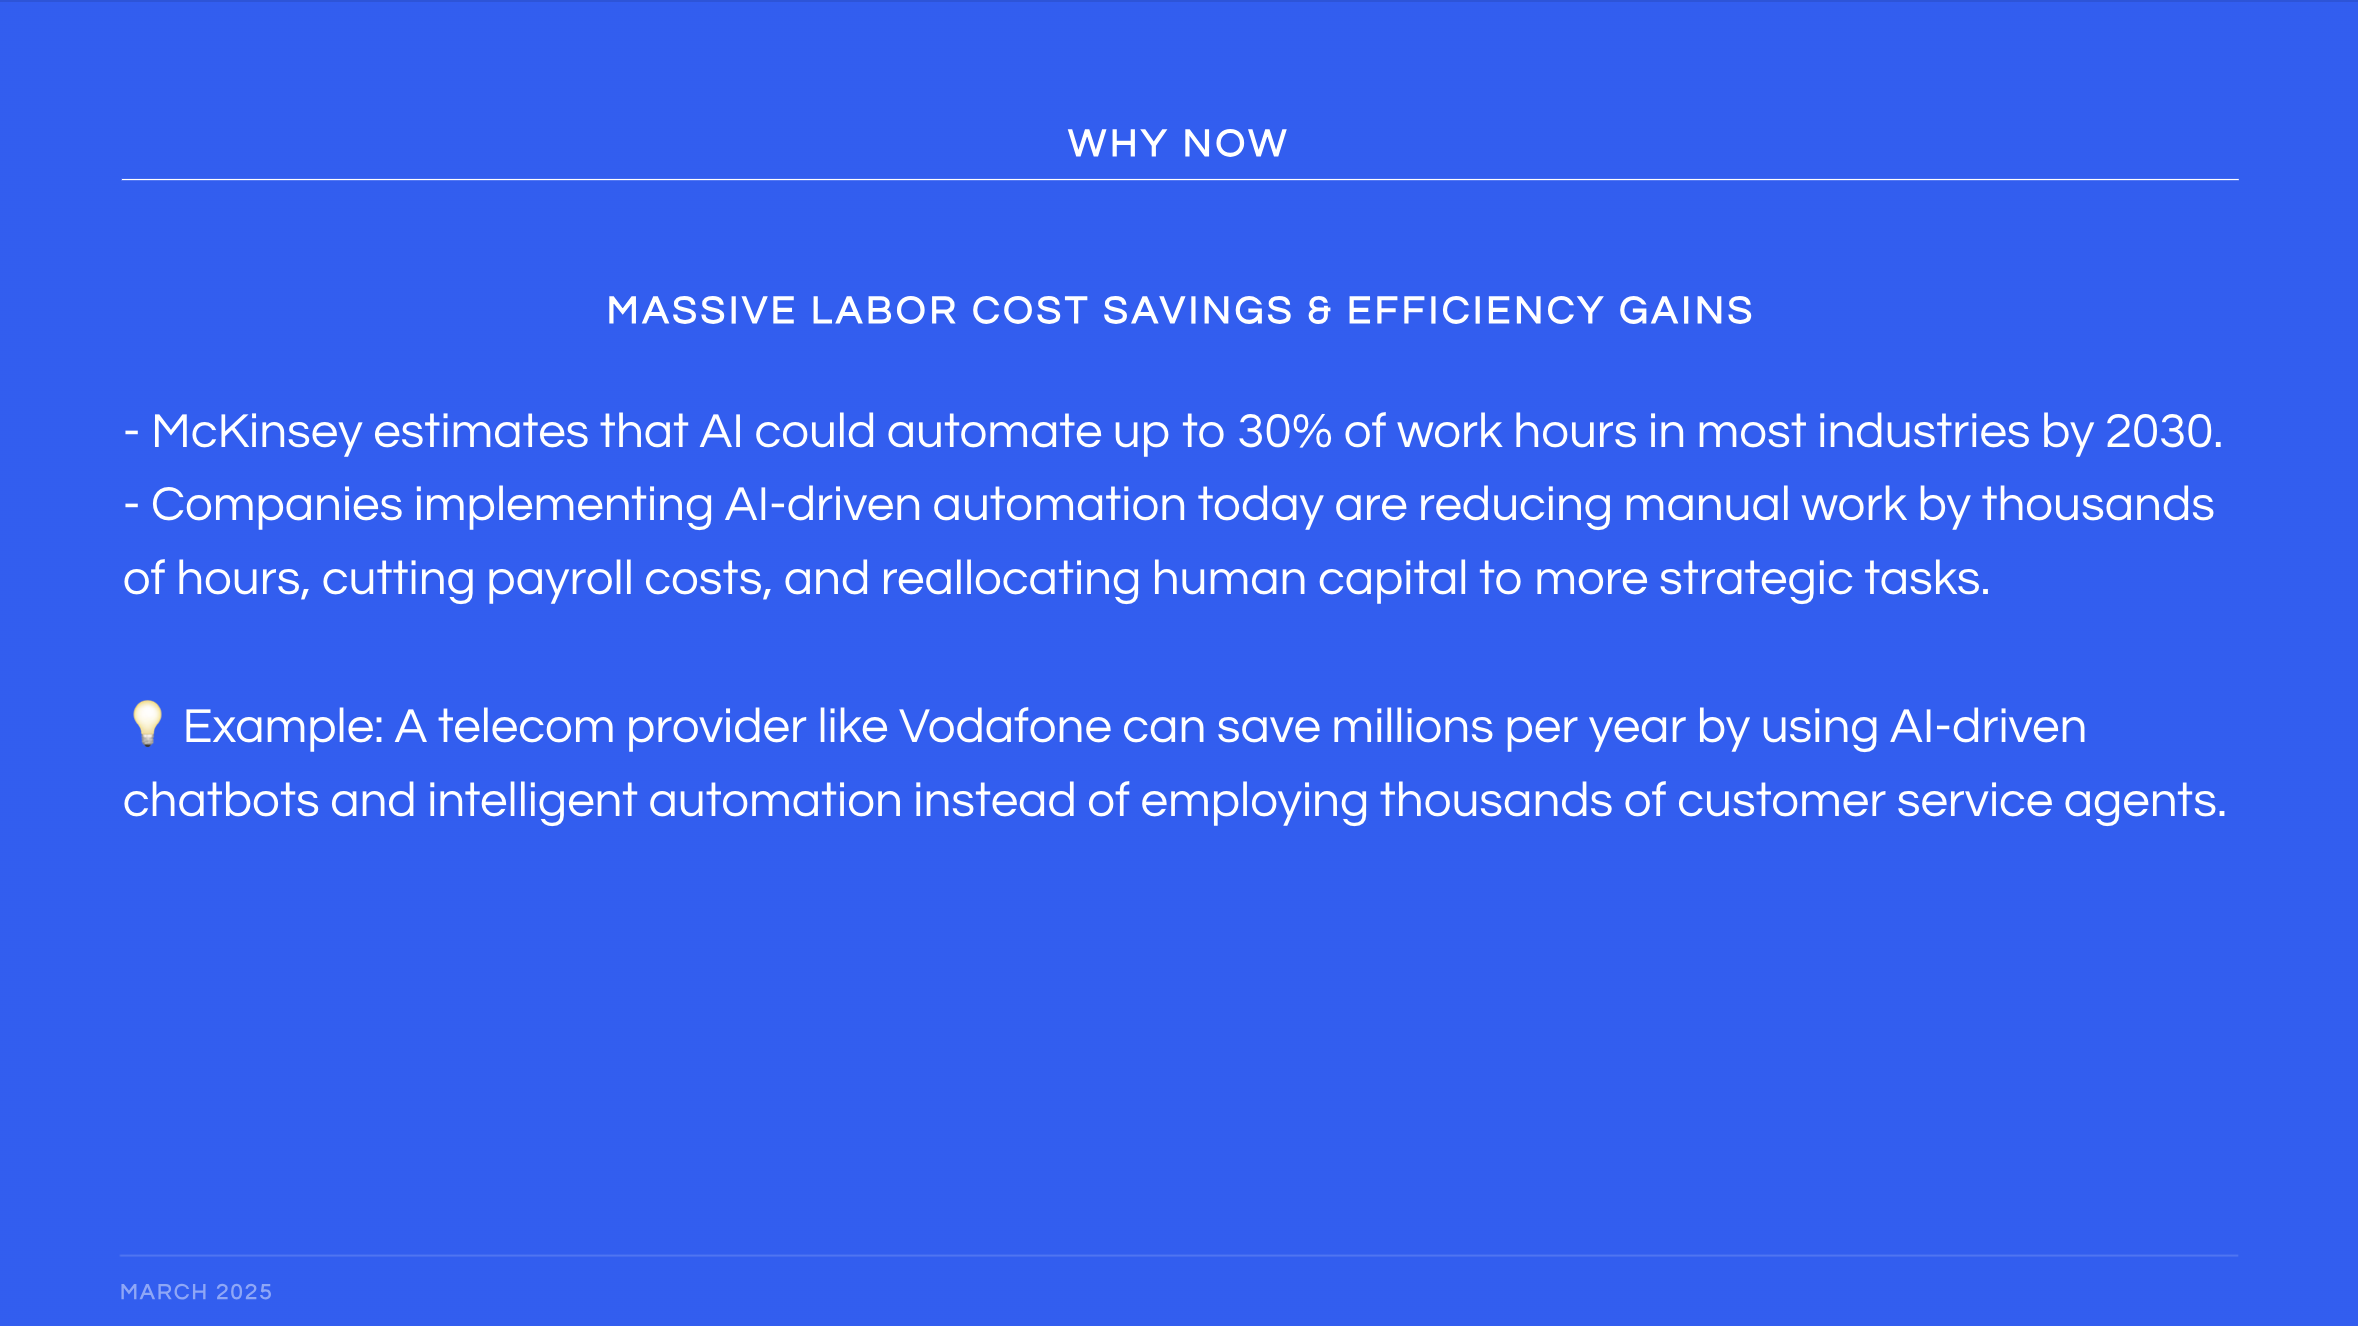 WHY NOW
MASSIVE LABOR COST SAVINGS & EFFICIENCY GAINS
- McKinsey estimates that AI could automate up to 30% of work hours in most industries by 2030.
- Companies implementing AI-driven automation today are reducing manual work by thousands
of hours, cutting payroll costs, and reallocating human capital to more strategic tasks.
💡 Example: A telecom provider like Vodafone can save millions per year by using AI-driven
chatbots and intelligent automation instead of employing thousands of customer service agents.
MARCH 2025